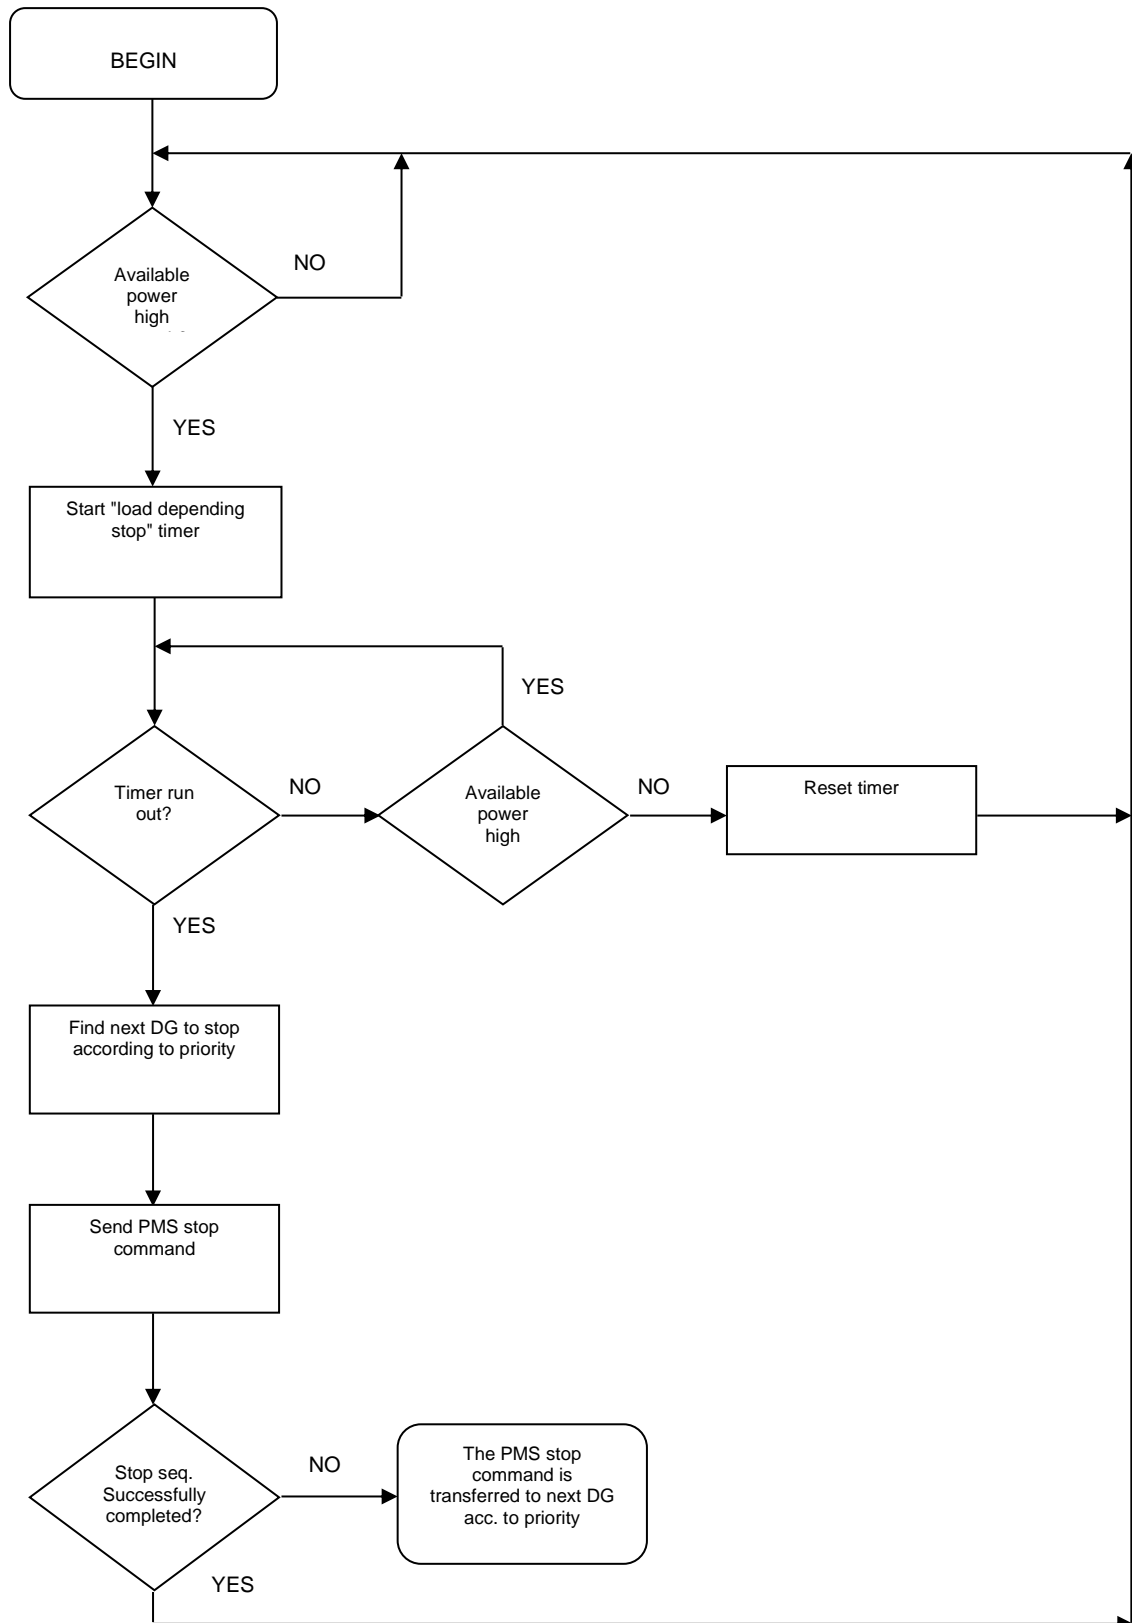 BEGIN
NO
Available
power
high
YES
Start "load depending
stop" timer
YES
Timer run
out?
NO
Available
power
high
NO
Reset timer
YES
Find next DG to stop
according to priority
Send PMS stop
command
Stop seq.
Successfully
completed?
NO
The PMS stop
command is
transferred to next DG
acc. to priority
YES